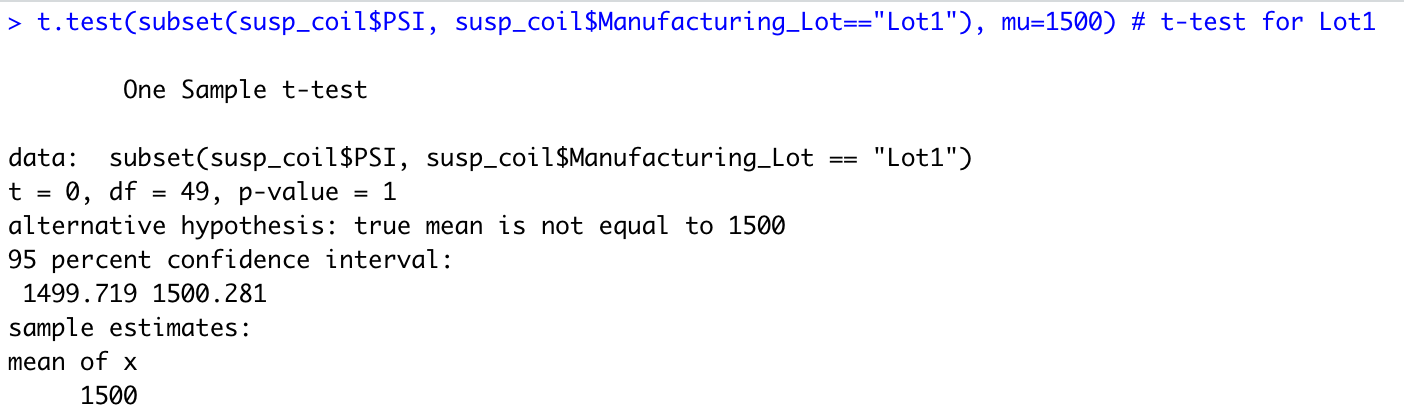 > t.test(subset(susp_coil$PSI, susp_coil$Manufacturing_Lot=="Lot1"), mu=1500) # t-test for Lot1
One Sample t-test
data:  subset(susp_coil$PSI, susp_coil$Manufacturing_Lot == "Lot1")
t = 0, df = 49, p-value = 1
alternative hypothesis: true mean is not equal to 1500
95 percent confidence interval:
1499.719 1500.281
sample estimates:
mean of x
1500